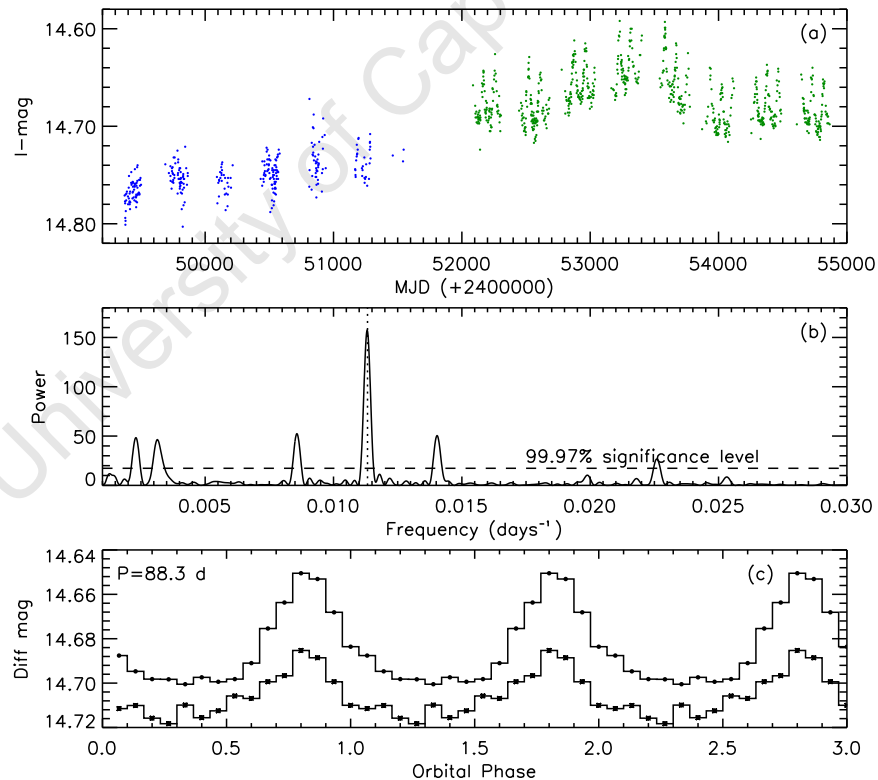 14.60
(a)
14.70
14.80
I-mag
50000 51000 52000 53000 54000 55000
MJD (+2400000)
150
(b)
100
50
99.97% significance level
0
Power
0.005 0.010 0.015 0.020 0.025 0.030
Frequency (days⁻¹)
14.64
P=88.3 d
(c)
14.66
14.68
14.70
14.72
Diff mag
0.0 0.5 1.0 1.5 2.0 2.5 3.0
Orbital Phase
University of Cap